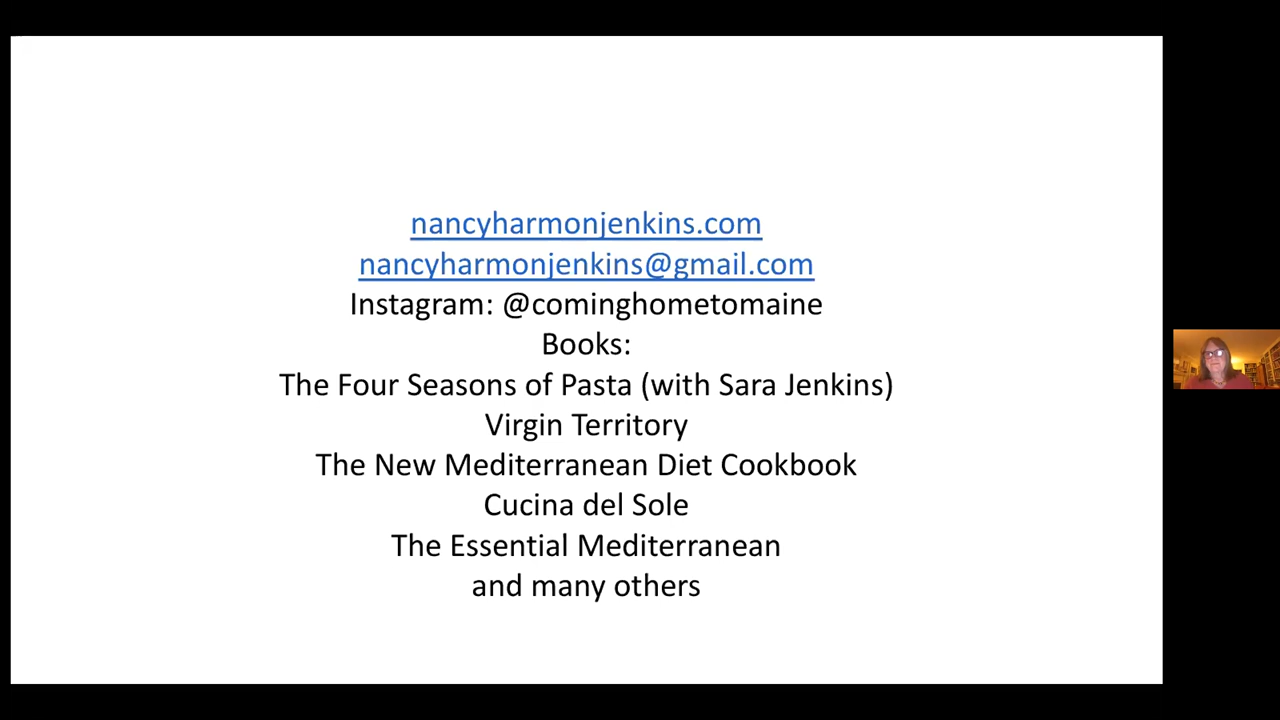 nancyharmonjenkins.com
nancyharmonjenkins@gmail.com
Instagram: @cominghometomaine
Books:
The Four Seasons of Pasta (with Sara Jenkins)
Virgin Territory
The New Mediterranean Diet Cookbook
Cucina del Sole
The Essential Mediterranean
and many others